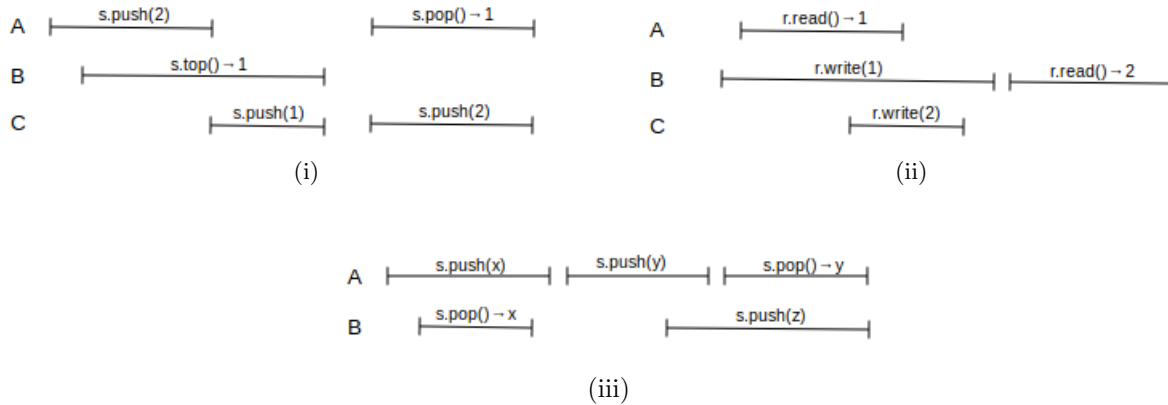 s.push(2) s.pop()→1
A
s.top()→1
B
s.push(1) s.push(2)
C
(i)
r.read()→1
A
r.write(1) r.read()→2
B
r.write(2)
C
(ii)
s.push(x) s.push(y) s.pop()→y
A
s.pop()→x s.push(z)
B
(iii)